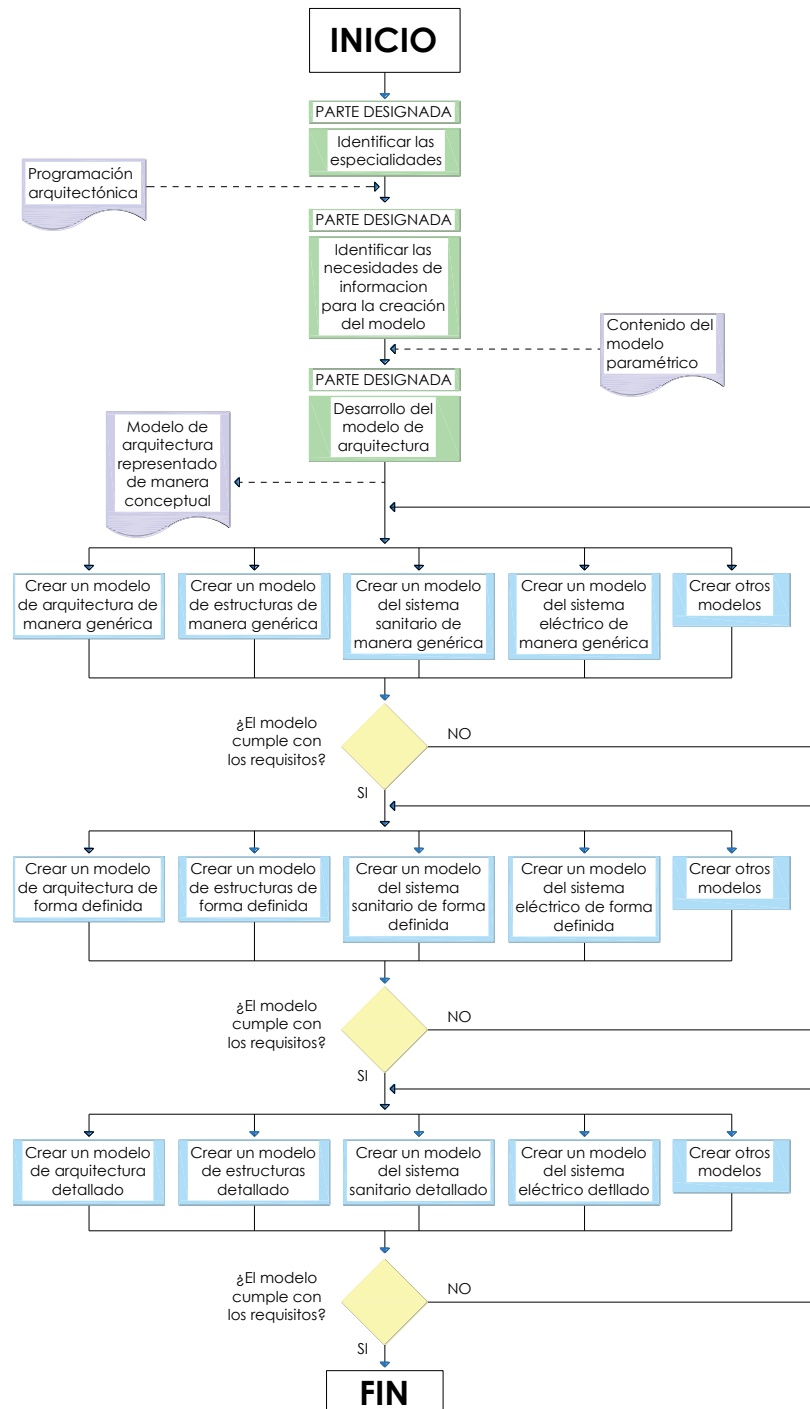 INICIO
PARTE DESIGNADA
Identificar las
especialidades
Programación
arquitectónica
PARTE DESIGNADA
Identificar las
necesidades de
informacion
para la creación
del modelo
Contenido del
modelo
paramétrico
PARTE DESIGNADA
Desarrollo del
modelo de
arquitectura
Modelo de
arquitectura
representado
de manera
conceptual
Crear un modelo
de arquitectura de
manera genérica
Crear un modelo
de estructuras de
manera genérica
Crear un modelo
del sistema
sanitario de
manera genérica
Crear un modelo
del sistema
eléctrico de
manera genérica
Crear otros
modelos
¿El modelo
cumple con
los requisitos?
NO
SI
Crear un modelo
de arquitectura de
forma definida
Crear un modelo
de estructuras de
forma definida
Crear un modelo
del sistema
sanitario de forma
definida
Crear un modelo
del sistema
eléctrico de forma
definida
Crear otros
modelos
¿El modelo
cumple con
los requisitos?
NO
SI
Crear un modelo
de arquitectura
detallado
Crear un modelo
de estructuras
detallado
Crear un modelo
del sistema
sanitario detallado
Crear un modelo
del sistema
eléctrico detllado
Crear otros
modelos
¿El modelo
cumple con
los requisitos?
NO
SI
FIN